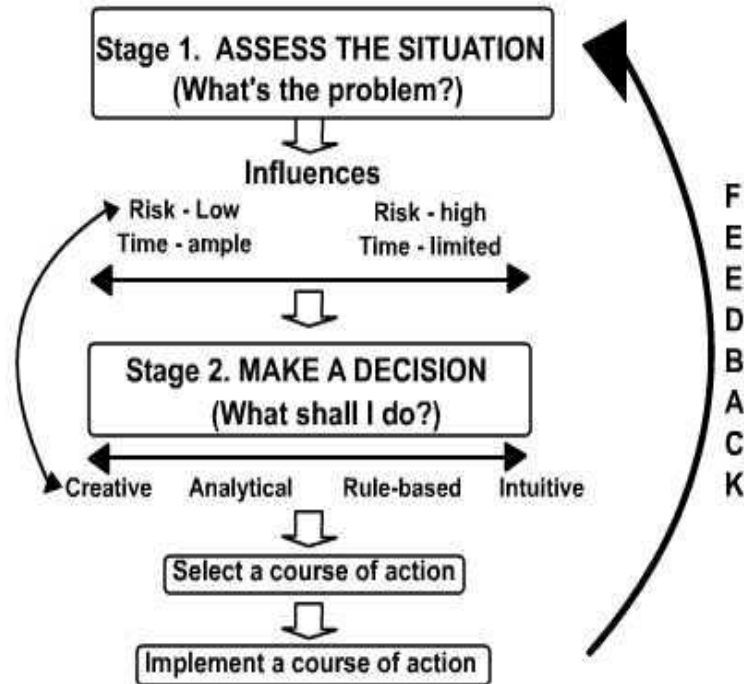 Stage 1. ASSESS THE SITUATION
(What's the problem?)
Influences
Risk - Low
Time - ample
Risk - high
Time - limited
Stage 2. MAKE A DECISION
(What shall I do?)
Creative Analytical Rule-based Intuitive
Select a course of action
Implement a course of action
F
E
E
D
B
A
C
K